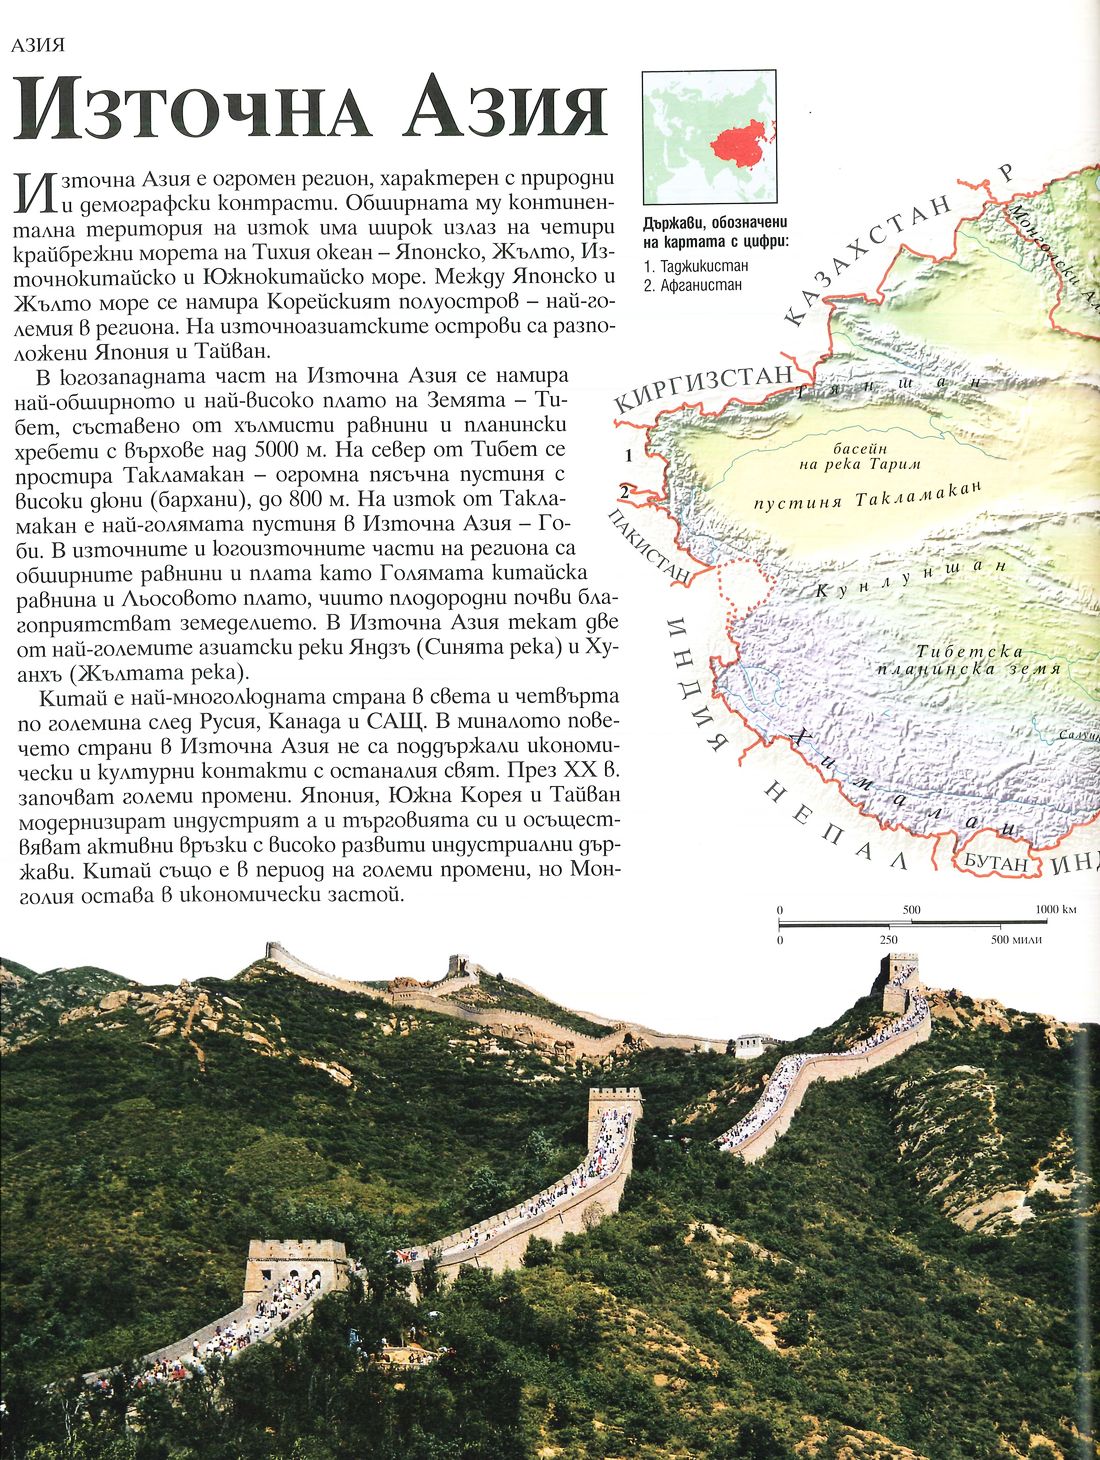 АЗИЯ
ИЗТОЧНА АЗИЯ
Източна Азия е огромен регион, характерен с природни
и демографски контрасти. Обширната му континен-
тална територия на изток има широк излаз на четири
крайбрежни морета на Тихия океан – Японско, Жълто, Из-
точнокитайско и Южнокитайско море. Между Японско и
Жълто море се намира Корейският полуостров – най-го-
лемия в региона. На източноазиатските острови са разпо-
ложени Япония и Тайван.
В югозападната част на Източна Азия се намира
най-обширното и най-високо плато на Земята – Ти-
бет, съставено от хълмисти равнини и планински
хребети с върхове над 5000 м. На север от Тибет се
простира Такламакан – огромна пясъчна пустиня с
високи дюни (бархани), до 800 м. На изток от Такла-
макан е най-голямата пустиня в Източна Азия – Го-
би. В източните и югоизточните части на региона са
обширните равнини и плата като Голямата китайска
равнина и Льосовото плато, чиито плодородни почви бла-
гоприятстват земеделието. В Източна Азия текат две
от най-големите азиатски реки Яндзъ (Синята река) и Ху-
анхъ (Жълтата река).
Китай е най-многолюдната страна в света и четвърта
по големина след Русия, Канада и САЩ. В миналото пове-
чето страни в Източна Азия не са поддържали икономи-
чески и културни контакти с останалия свят. През XX в.
започват големи промени. Япония, Южна Корея и Тайван
модернизират индустрият а и търговията си и осъщест-
вяват активни връзки с високо развити индустриални дър-
жави. Китай също е в период на големи промени, но Мон-
голия остава в икономически застой.
Държави, обозначени
на картата с цифри:
1. Таджикистан
2. Афганистан
КАЗАХСТАН
Р
Монголски Ал
КИРГИЗСТАН
Тяншан
1
басейн
на река Тарим
2
пустиня Такламакан
ПАКИСТАН
Кунлуншан
ИНДИЯ
Тибетска
планинска земя
Салуин
Хималаи
НЕПАЛ
БУТАН
ИНД
0 500 1000 км
0 250 500 мили